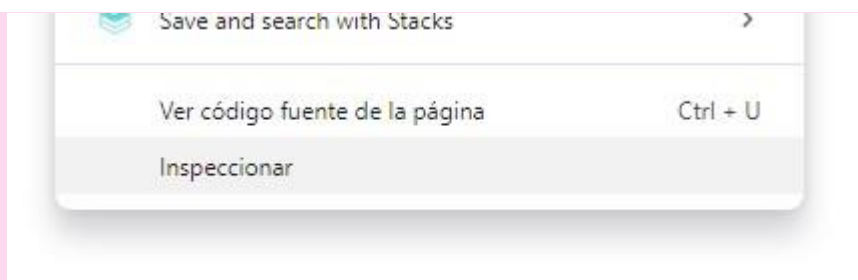 Save and search with Stacks
Ver código fuente de la página Ctrl + U
Inspeccionar